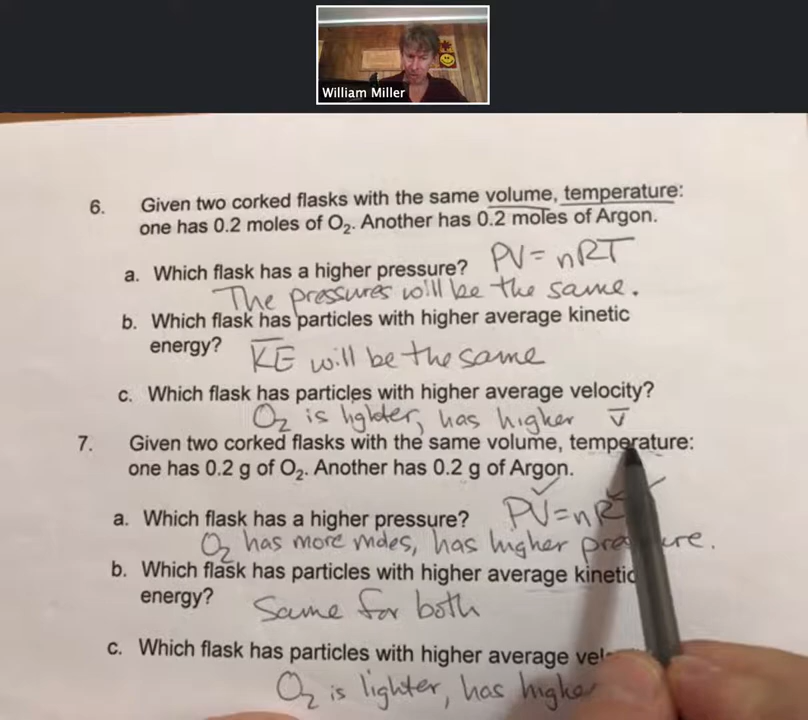 William Miller
6. Given two corked flasks with the same volume, temperature:
one has 0.2 moles of O₂. Another has 0.2 moles of Argon.
a. Which flask has a higher pressure? PV = nRT
The pressures will be the same.
b. Which flask has particles with higher average kinetic
energy? K̅E̅ will be the same
c. Which flask has particles with higher average velocity?
O₂ is lighter, has higher v̅
7. Given two corked flasks with the same volume, temperature:
one has 0.2 g of O₂. Another has 0.2 g of Argon.
a. Which flask has a higher pressure? PV = nR
O₂ has more moles, has higher pressure.
b. Which flask has particles with higher average kinetic
energy? Same for both
c. Which flask has particles with higher average vel
O₂ is lighter, has higher